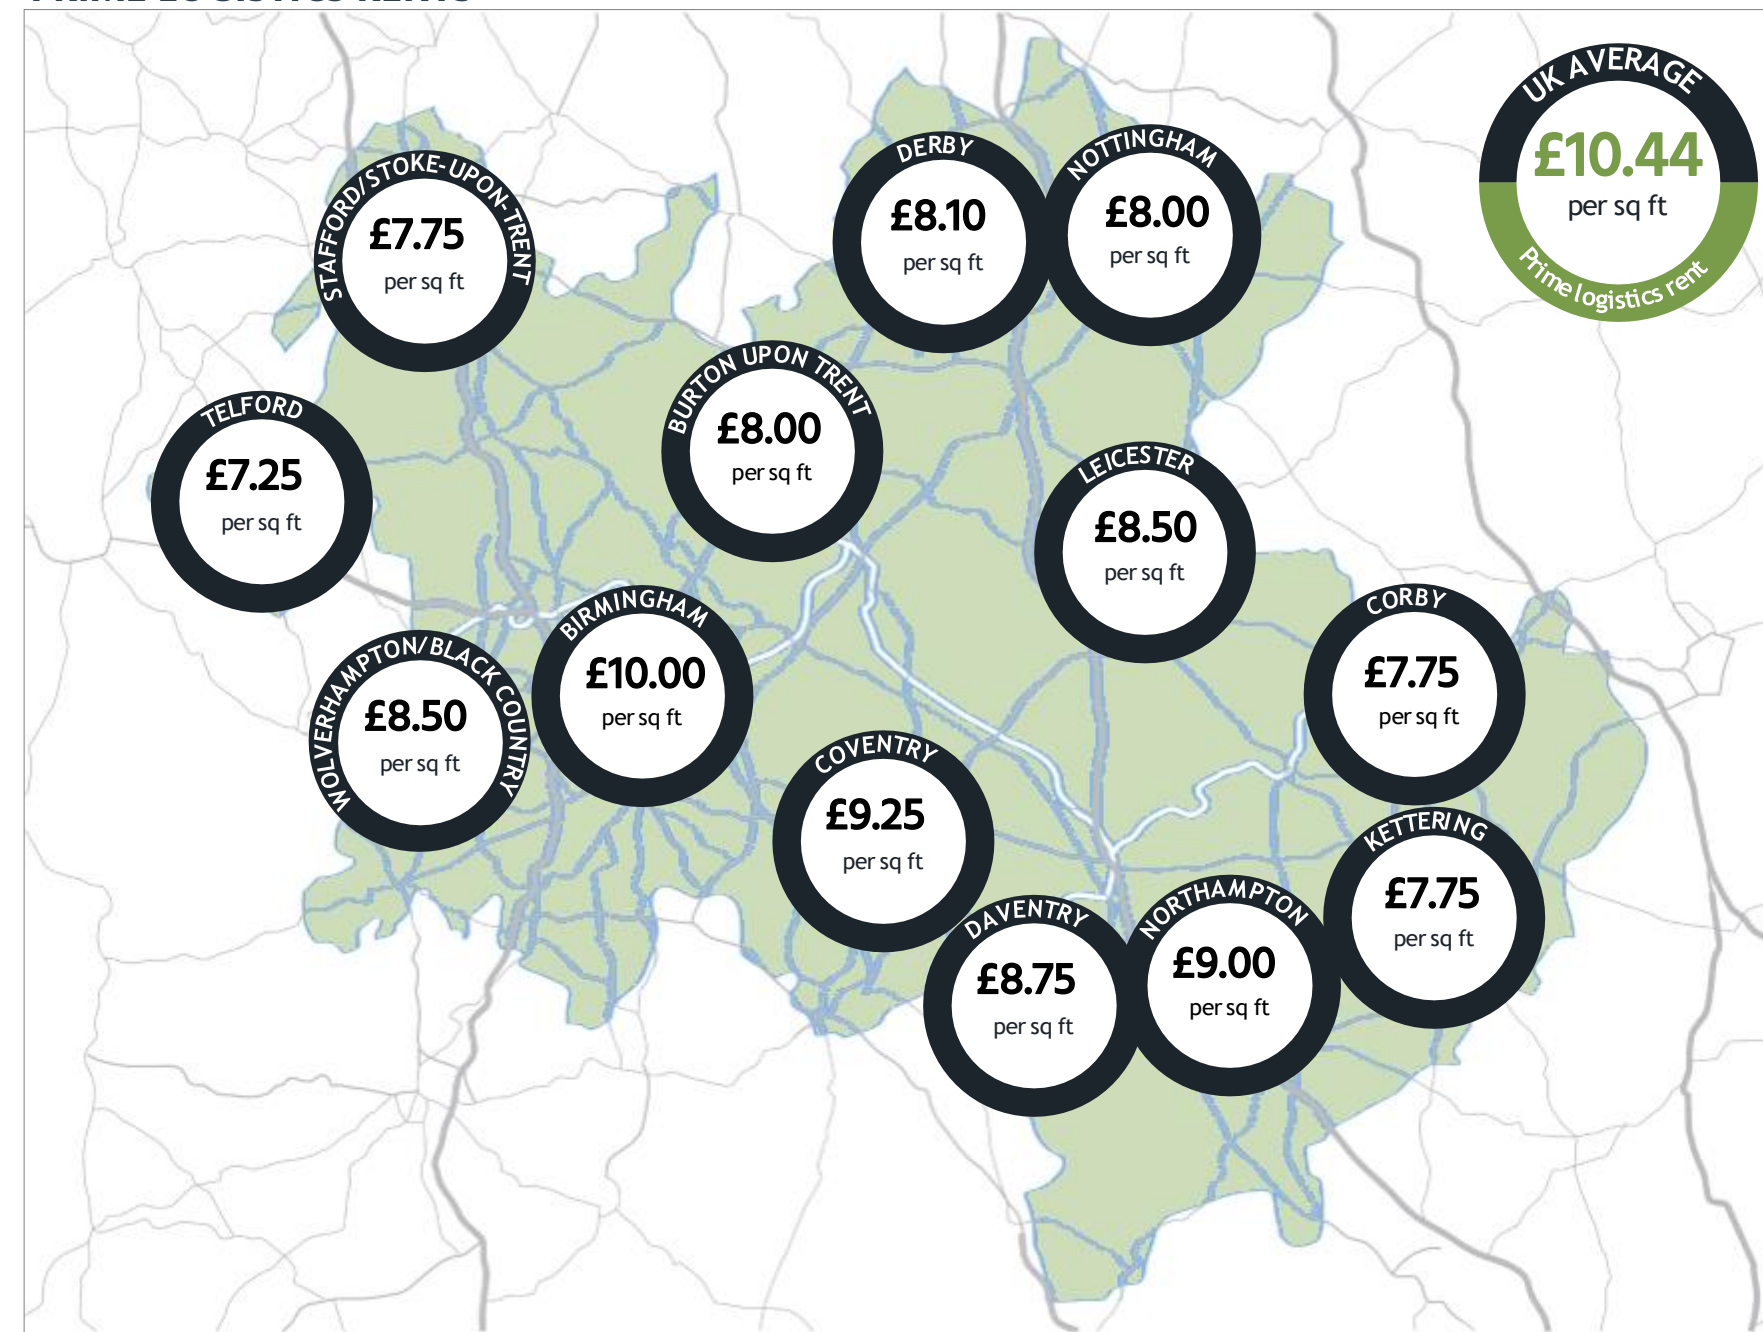 PRIME LOGISTICS RENTS
UK AVERAGE
£10.44
per sq ft
Prime logistics rent
STAFFORD/STOKE-UPON-TRENT
£7.75
per sq ft
DERBY
£8.10
per sq ft
NOTTINGHAM
£8.00
per sq ft
BURTON UPON TRENT
£8.00
per sq ft
TELFORD
£7.25
per sq ft
LEICESTER
£8.50
per sq ft
WOLVERHAMPTON/BLACK COUNTRY
£8.50
per sq ft
BIRMINGHAM
£10.00
per sq ft
CORBY
£7.75
per sq ft
COVENTRY
£9.25
per sq ft
KETTERING
£7.75
per sq ft
DAVENTRY
£8.75
per sq ft
NORTHAMPTON
£9.00
per sq ft